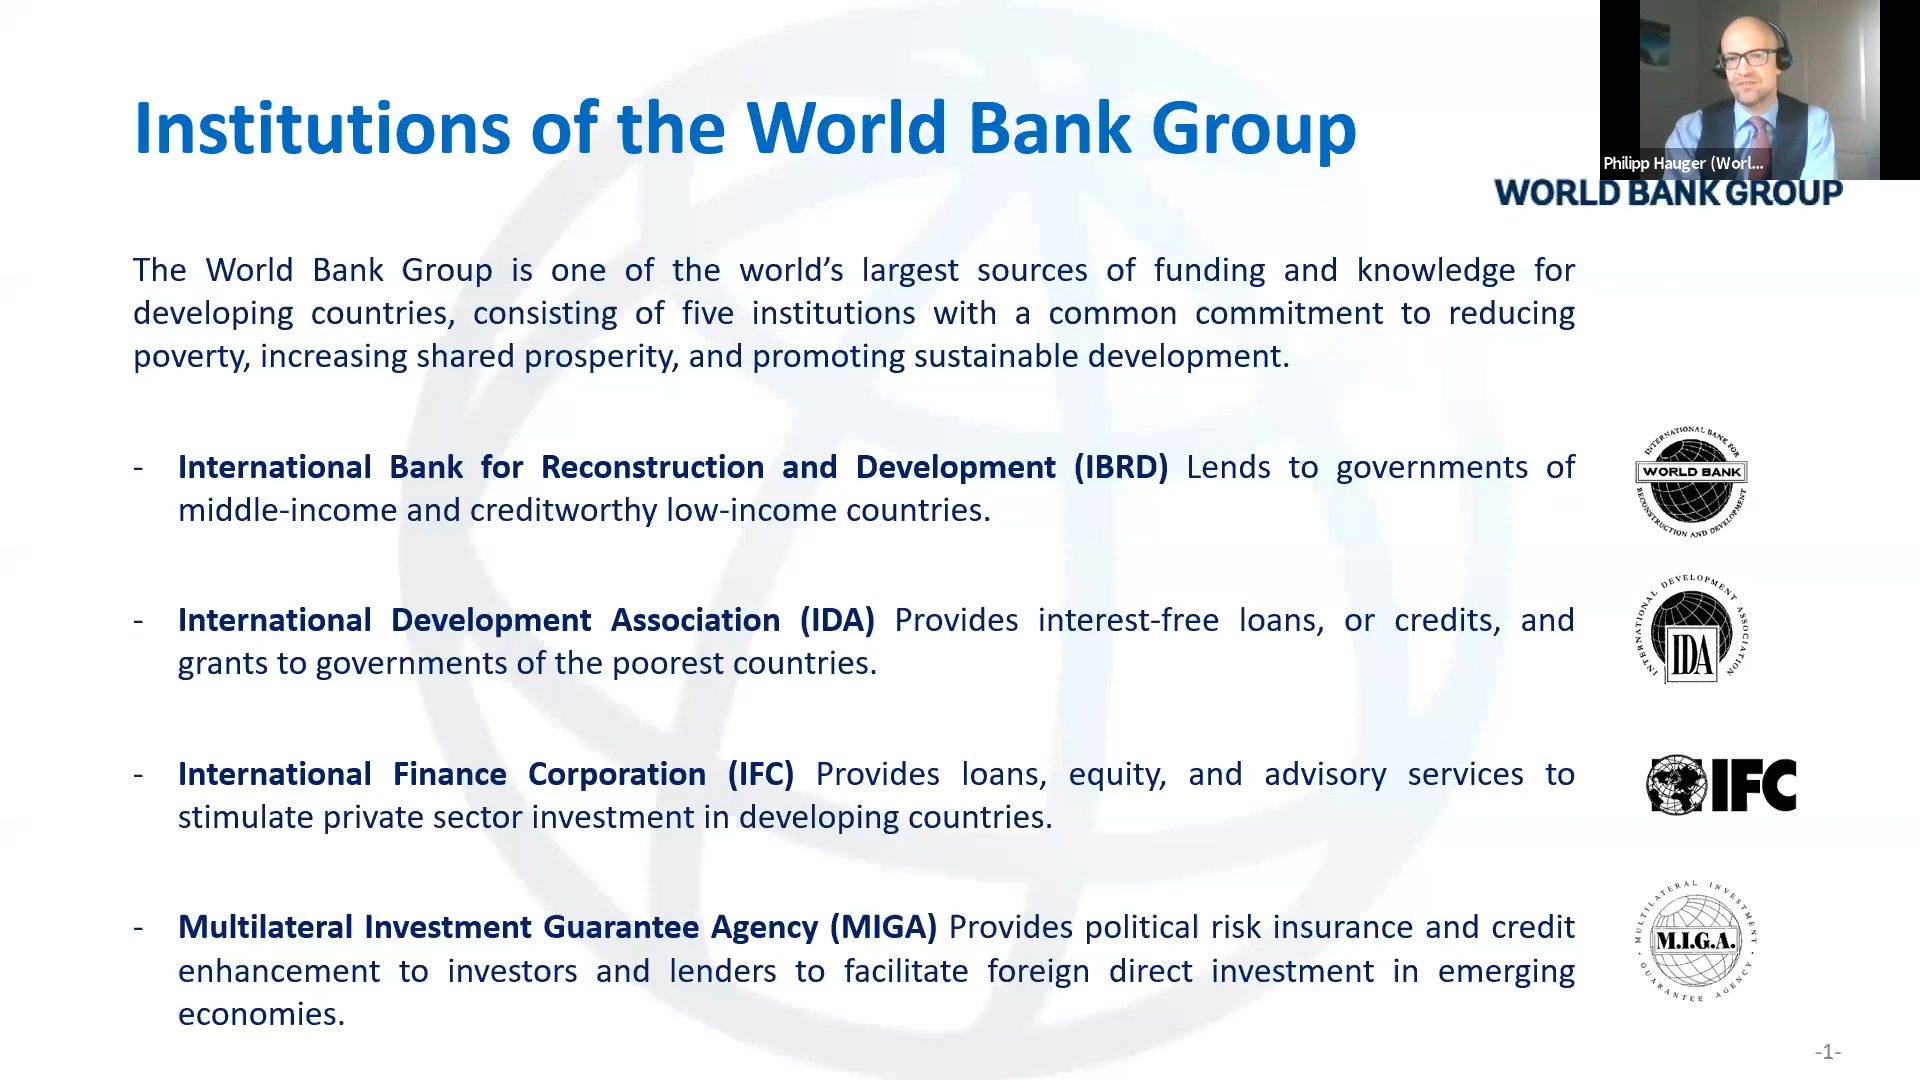 Institutions of the World Bank Group
Philipp Hauger (Worl...
WORLD BANK GROUP
The World Bank Group is one of the world’s largest sources of funding and knowledge for
developing countries, consisting of five institutions with a common commitment to reducing
poverty, increasing shared prosperity, and promoting sustainable development.
- International Bank for Reconstruction and Development (IBRD) Lends to governments of
middle-income and creditworthy low-income countries.
INTERNATIONAL BANK FOR
WORLD BANK
RECONSTRUCTION AND DEVELOPMENT
- International Development Association (IDA) Provides interest-free loans, or credits, and
grants to governments of the poorest countries.
INTERNATIONAL DEVELOPMENT ASSOCIATION
IDA
- International Finance Corporation (IFC) Provides loans, equity, and advisory services to
stimulate private sector investment in developing countries.
IFC
- Multilateral Investment Guarantee Agency (MIGA) Provides political risk insurance and credit
enhancement to investors and lenders to facilitate foreign direct investment in emerging
economies.
MULTILATERAL INVESTMENT
M.I.G.A.
GUARANTEE AGENCY
-1-